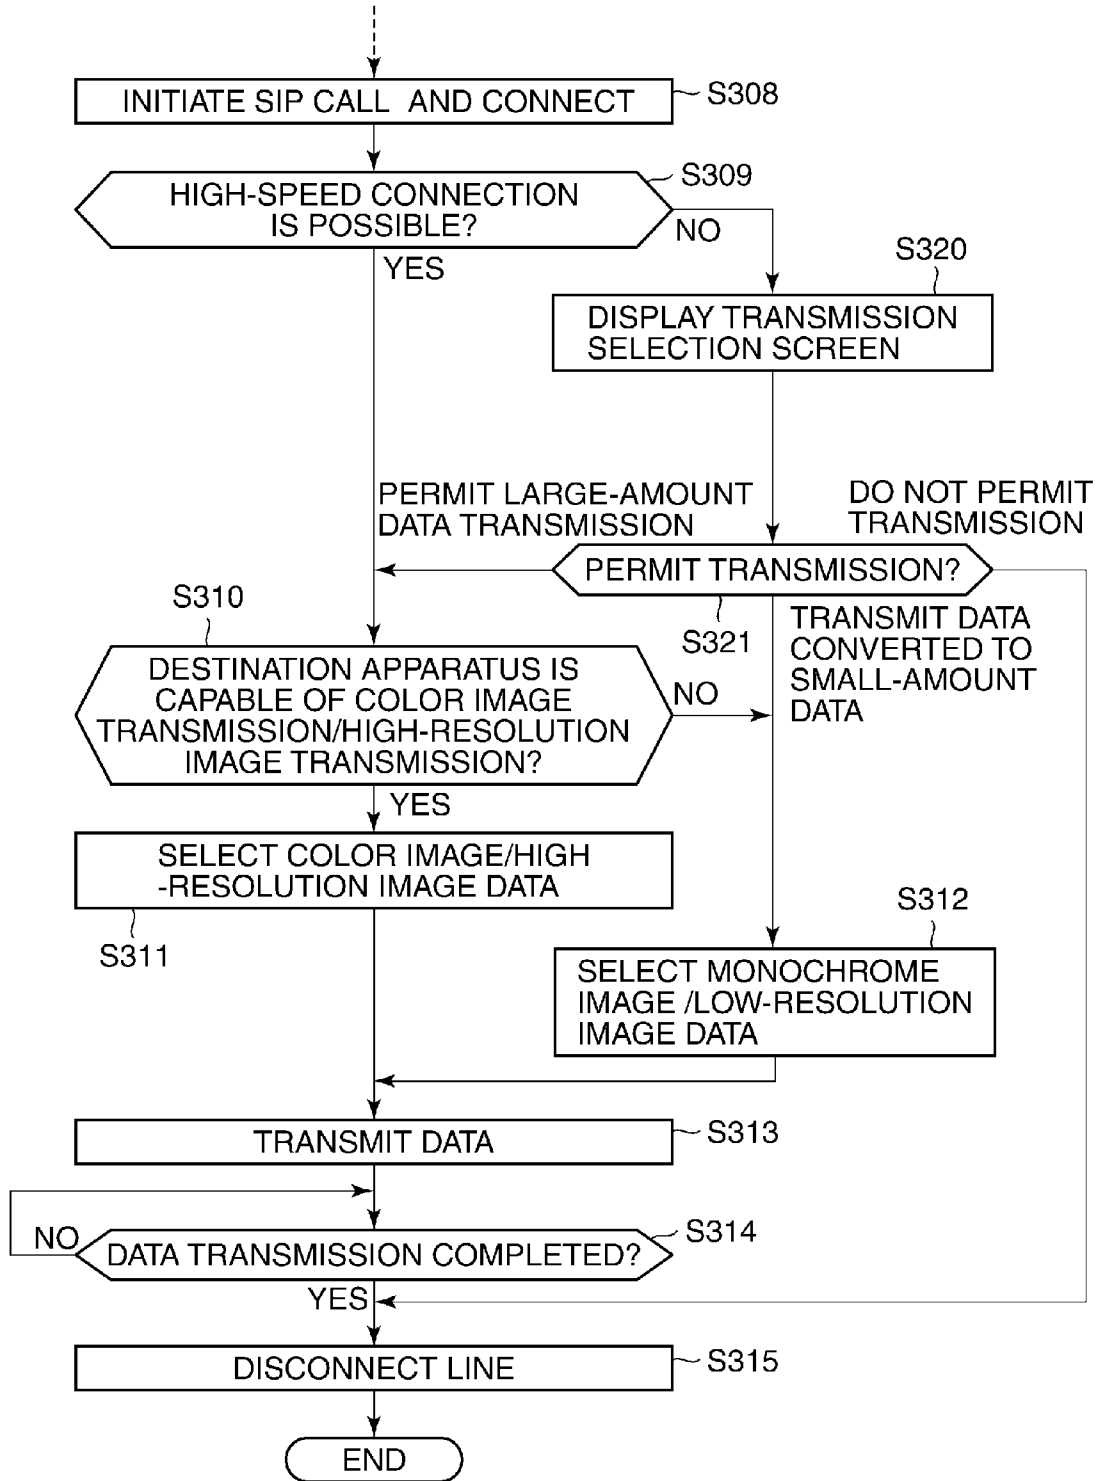 INITIATE SIP CALL AND CONNECT
S308
HIGH-SPEED CONNECTION
IS POSSIBLE?
S309
NO
YES
S320
DISPLAY TRANSMISSION
SELECTION SCREEN
PERMIT LARGE-AMOUNT
DATA TRANSMISSION
DO NOT PERMIT
TRANSMISSION
PERMIT TRANSMISSION?
S321
S310
TRANSMIT DATA
CONVERTED TO
SMALL-AMOUNT
DATA
DESTINATION APPARATUS IS
CAPABLE OF COLOR IMAGE
TRANSMISSION/HIGH-RESOLUTION
IMAGE TRANSMISSION?
NO
YES
SELECT COLOR IMAGE/HIGH
-RESOLUTION IMAGE DATA
S311
S312
SELECT MONOCHROME
IMAGE /LOW-RESOLUTION
IMAGE DATA
TRANSMIT DATA
S313
NO
DATA TRANSMISSION COMPLETED?
S314
YES
DISCONNECT LINE
S315
END